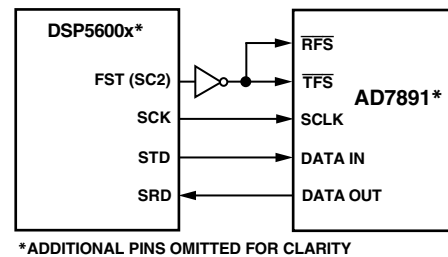 DSP5600x*
FST (SC2)
SCK
STD
SRD
RFS
TFS
AD7891*
SCLK
DATA IN
DATA OUT
*ADDITIONAL PINS OMITTED FOR CLARITY